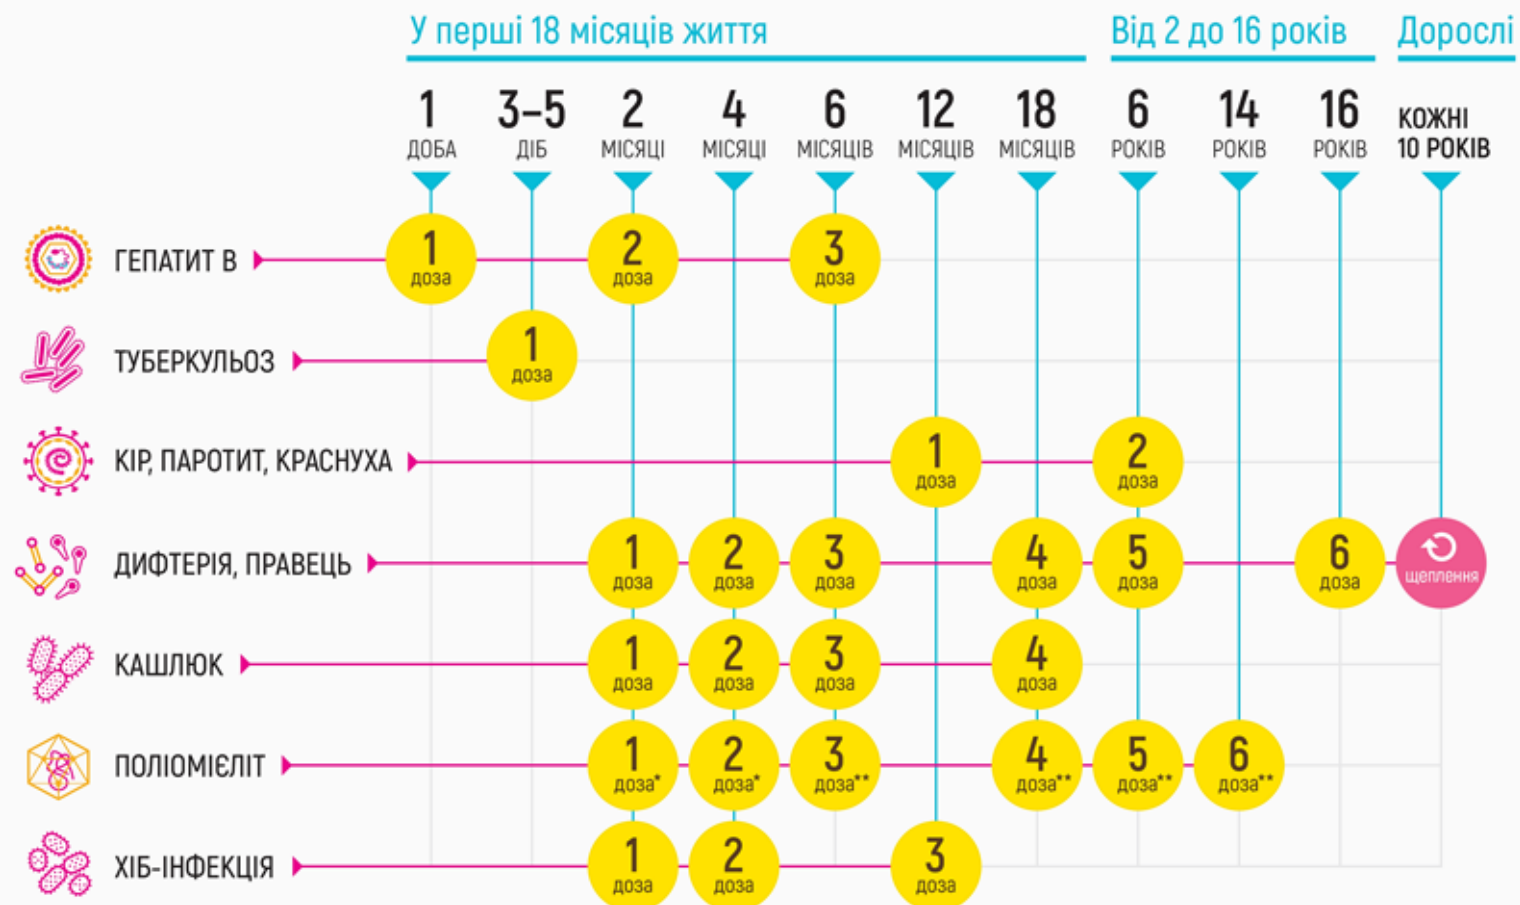 У перші 18 місяців життя Від 2 до 16 років Дорослі
1 3–5 2 4 6 12 18 6 14 16 КОЖНІ
ДОБА ДІБ МІСЯЦІ МІСЯЦІ МІСЯЦІВ МІСЯЦІВ МІСЯЦІВ РОКІВ РОКІВ РОКІВ 10 РОКІВ
ГЕПАТИТ В 1 2 3
доза доза доза
ТУБЕРКУЛЬОЗ 1
доза
КІР, ПАРОТИТ, КРАСНУХА 1 2
доза доза
ДИФТЕРІЯ, ПРАВЕЦЬ 1 2 3 4 5 6
доза доза доза доза доза доза щеплення
КАШЛЮК 1 2 3 4
доза доза доза доза
ПОЛІОМІЄЛІТ 1 2 3 4 5 6
доза* доза* доза** доза** доза** доза**
ХІБ-ІНФЕКЦІЯ 1 2 3
доза доза доза